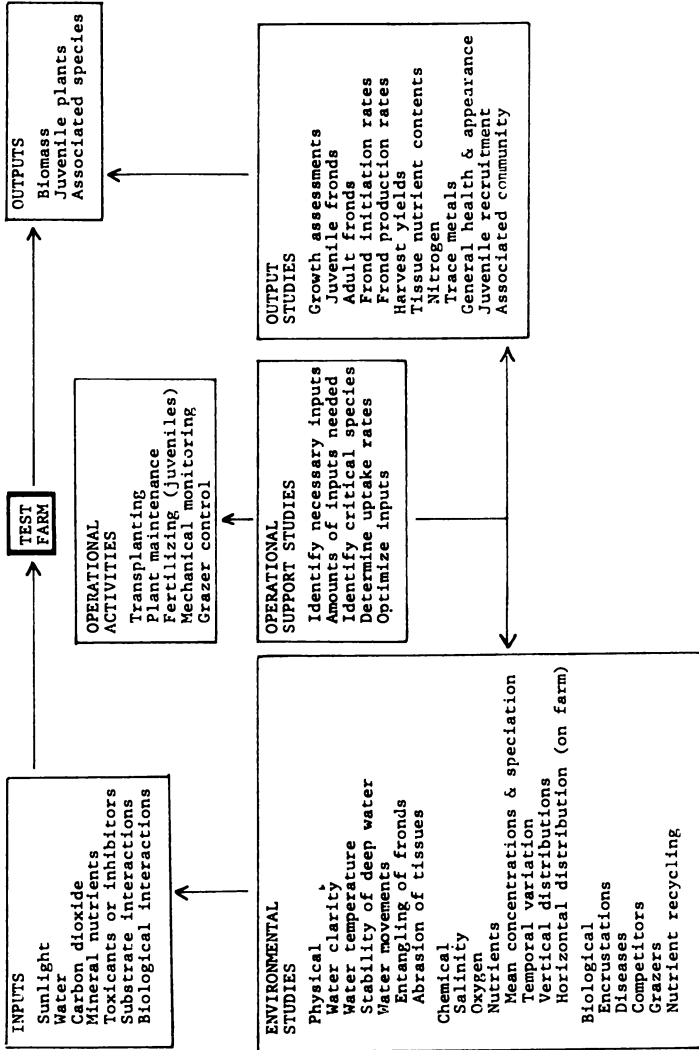 INPUTS
Sunlight
Water
Carbon dioxide
Mineral nutrients
Toxicants or inhibitors
Substrate interactions
Biological interactions
TEST
FARM
OUTPUTS
Biomass
Juvenile plants
Associated species
OPERATIONAL
ACTIVITIES
Transplanting
Plant maintenance
Fertilizing (juveniles)
Mechanical monitoring
Grazer control
ENVIRONMENTAL
STUDIES
Physical
Water clarity
Water temperature
Stability of deep water
Water movements
Entangling of fronds
Abrasion of tissues
Chemical
Salinity
Oxygen
Nutrients
Mean concentrations & speciation
Temporal variation
Vertical distributions
Horizontal distribution (on farm)
Biological
Encrustations
Diseases
Competitors
Grazers
Nutrient recycling
OPERATIONAL
SUPPORT STUDIES
Identify necessary inputs
Amounts of inputs needed
Identify critical species
Determine uptake rates
Optimize inputs
OUTPUT
STUDIES
Growth assessments
Juvenile fronds
Adult fronds
Frond initiation rates
Frond production rates
Harvest yields
Tissue nutrient contents
Nitrogen
Trace metals
General health & appearance
Juvenile recruitment
Associated community